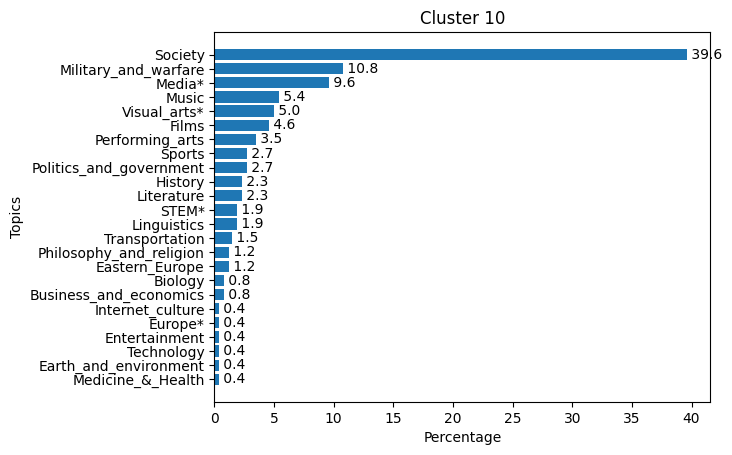 Cluster 10
Topics
Society 39.6
Military_and_warfare 10.8
Media* 9.6
Music 5.4
Visual_arts* 5.0
Films 4.6
Performing_arts 3.5
Sports 2.7
Politics_and_government 2.7
History 2.3
Literature 2.3
STEM* 1.9
Linguistics 1.9
Transportation 1.5
Philosophy_and_religion 1.2
Eastern_Europe 1.2
Biology 0.8
Business_and_economics 0.8
Internet_culture 0.4
Europe* 0.4
Entertainment 0.4
Technology 0.4
Earth_and_environment 0.4
Medicine_&_Health 0.4
0 5 10 15 20 25 30 35 40
Percentage